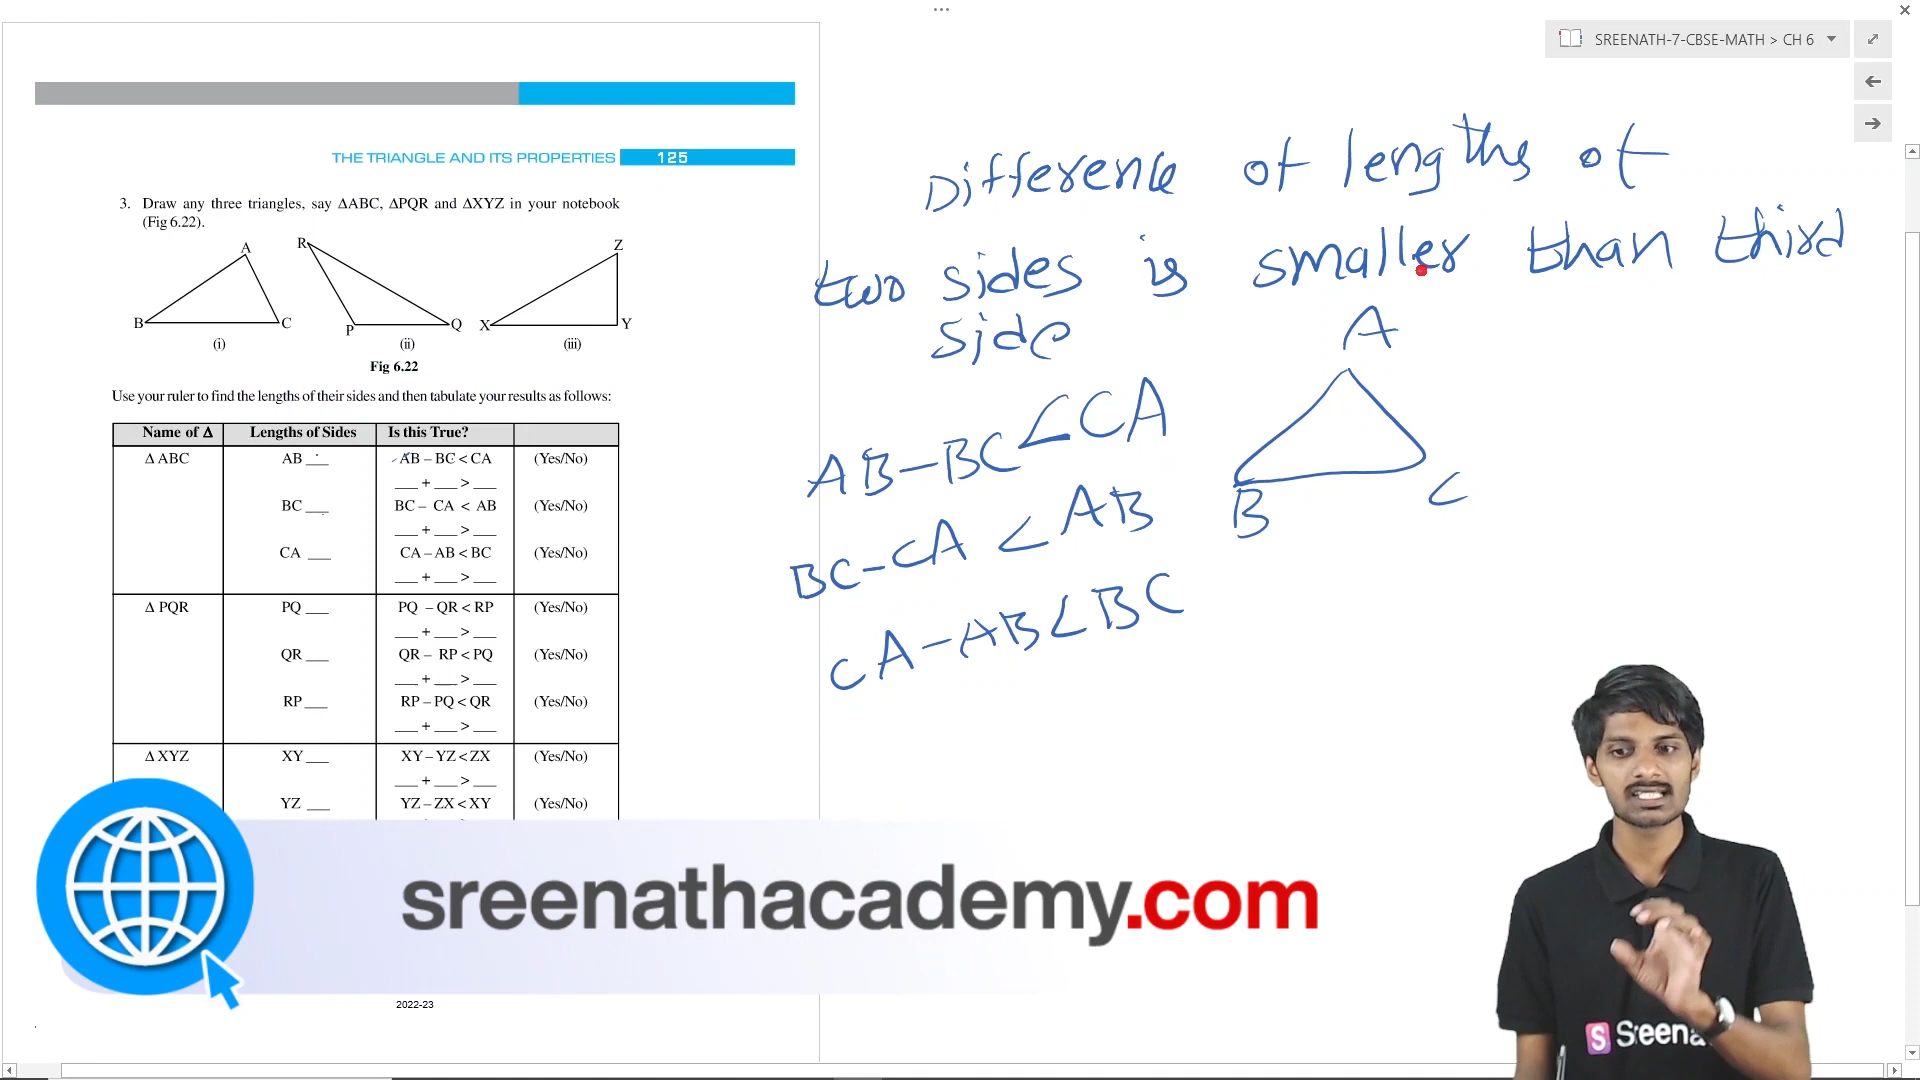 SREENATH-7-CBSE-MATH > CH 6
THE TRIANGLE AND ITS PROPERTIES 125
3. Draw any three triangles, say ΔABC, ΔPQR and ΔXYZ in your notebook
(Fig 6.22).
A
B
C
(i)
R
P
Q
(ii)
Z
X
Y
(iii)
Fig 6.22
Use your ruler to find the lengths of their sides and then tabulate your results as follows:
Name of Δ Lengths of Sides Is this True?
Δ ABC AB ___ AB – BC < CA (Yes/No)
___ + ___ > ___
BC ___ BC – CA < AB (Yes/No)
___ + ___ > ___
CA ___ CA – AB < BC (Yes/No)
___ + ___ > ___
Δ PQR PQ ___ PQ – QR < RP (Yes/No)
___ + ___ > ___
QR ___ QR – RP < PQ (Yes/No)
___ + ___ > ___
RP ___ RP – PQ < QR (Yes/No)
___ + ___ > ___
Δ XYZ XY ___ XY – YZ < ZX (Yes/No)
___ + ___ > ___
YZ ___ YZ – ZX < XY (Yes/No)
2022-23
Difference of lengths of
two sides is smaller than third
side
A
B
C
AB – BC < CA
BC – CA < AB
CA – AB < BC
sreenathacademy.com
S Sreena